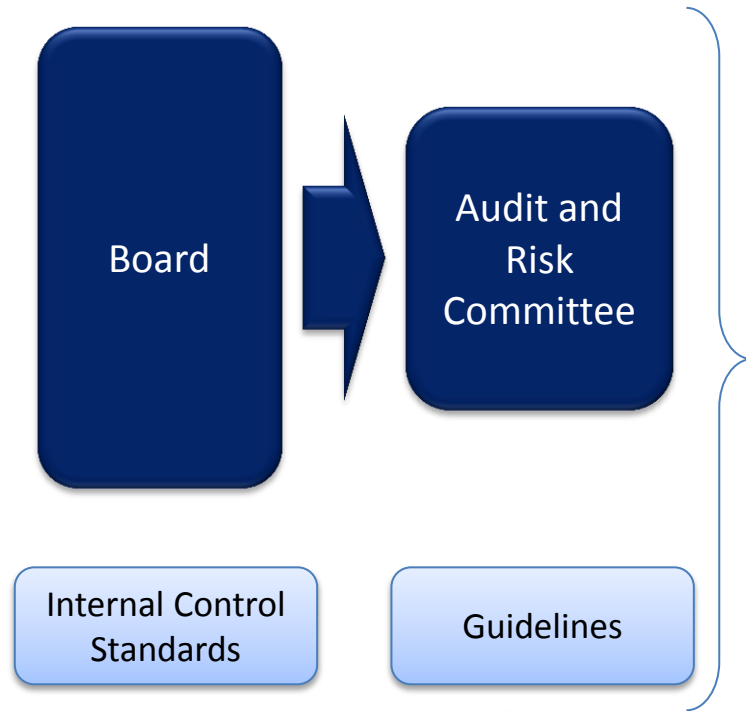 Board
Audit and
Risk
Committee
Internal Control
Standards
Guidelines